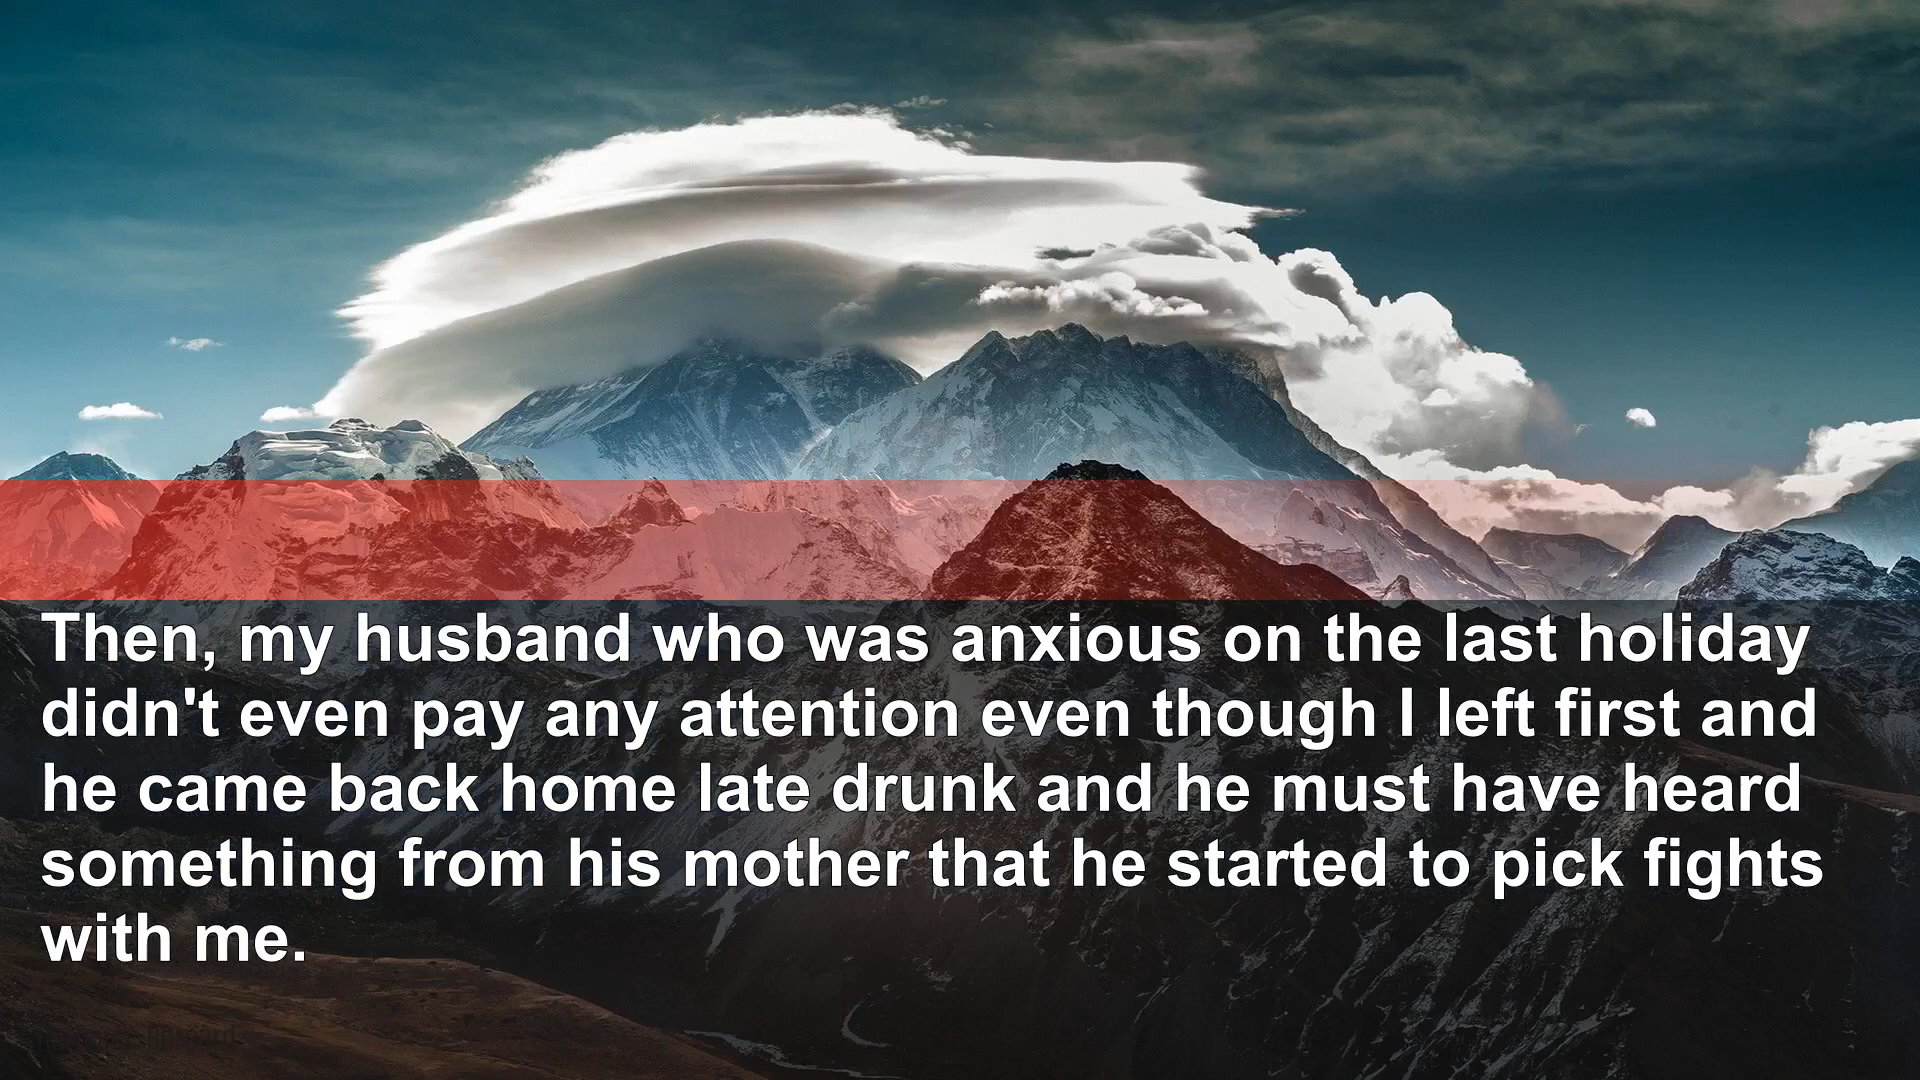 Then, my husband who was anxious on the last holiday
didn't even pay any attention even though I left first and
he came back home late drunk and he must have heard
something from his mother that he started to pick fights
with me.